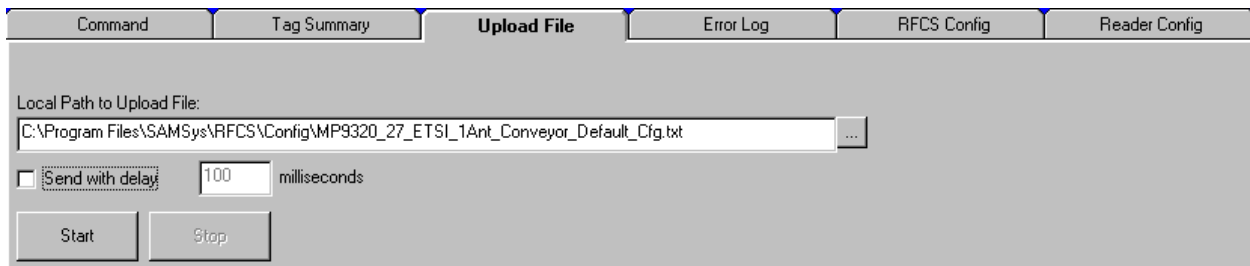 Command Tag Summary Upload File Error Log RFCS Config Reader Config
Local Path to Upload File:
C:\Program Files\SAMSys\RFCS\Config\MP9320_27_ETSI_1Ant_Conveyor_Default_Cfg.txt ...
Send with delay 100 milliseconds
Start Stop